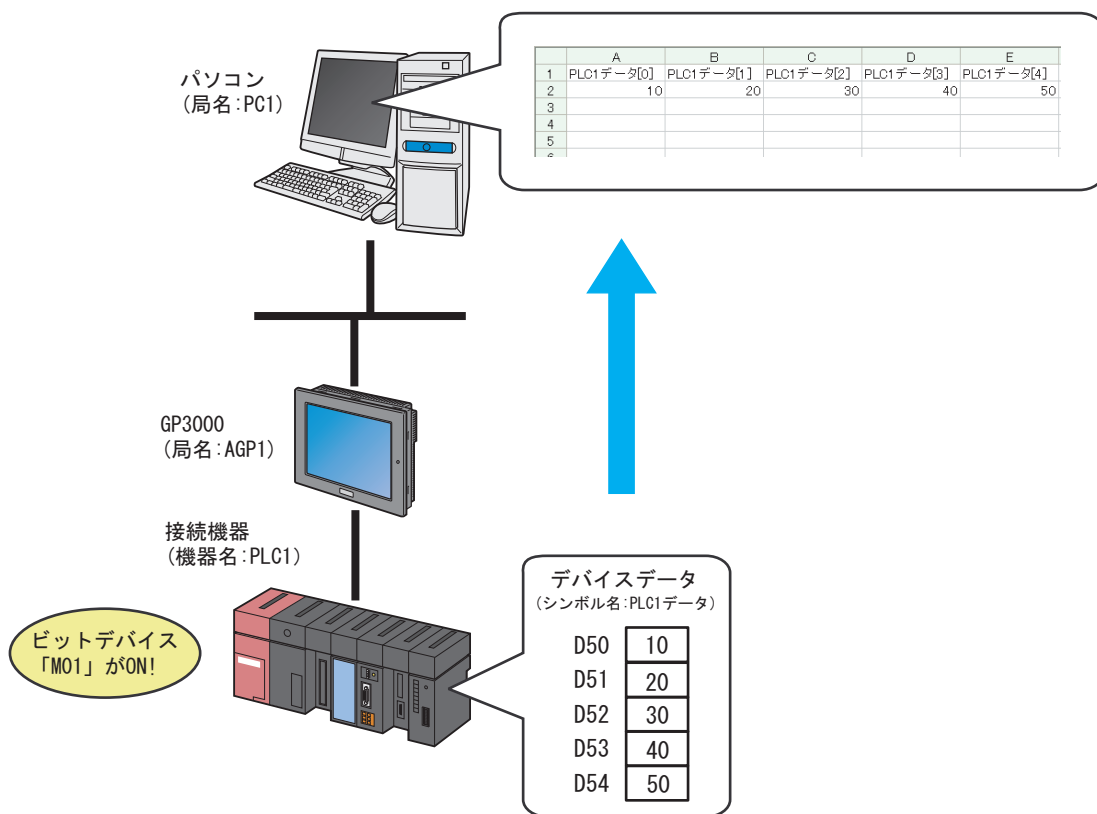 パソコン
(局名:PC1)
A B C D E
1 PLC1データ[0] PLC1データ[1] PLC1データ[2] PLC1データ[3] PLC1データ[4]
2 10 20 30 40 50
3
4
5
6
GP3000
(局名:AGP1)
接続機器
(機器名:PLC1)
ビットデバイス
「M01」がON!
デバイスデータ
(シンボル名:PLC1データ)
D50 10
D51 20
D52 30
D53 40
D54 50